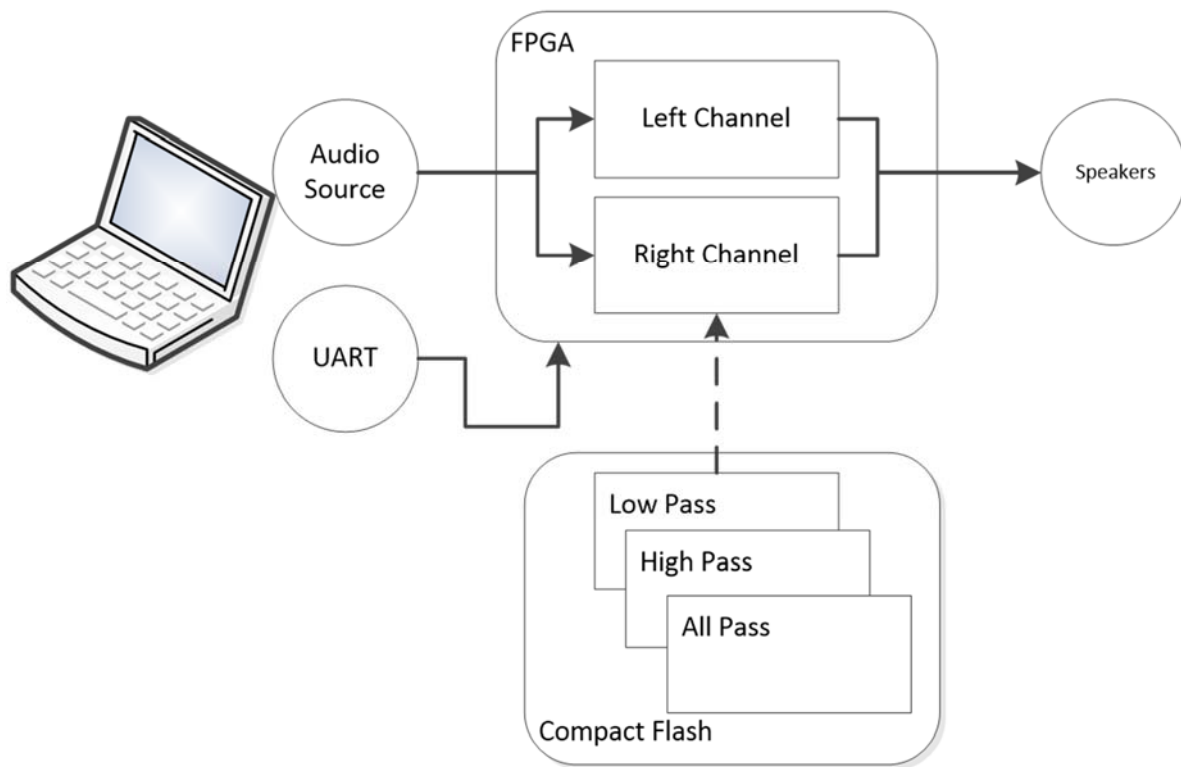 FPGA
Left Channel
Audio
Source
Speakers
Right Channel
UART
Low Pass
High Pass
All Pass
Compact Flash